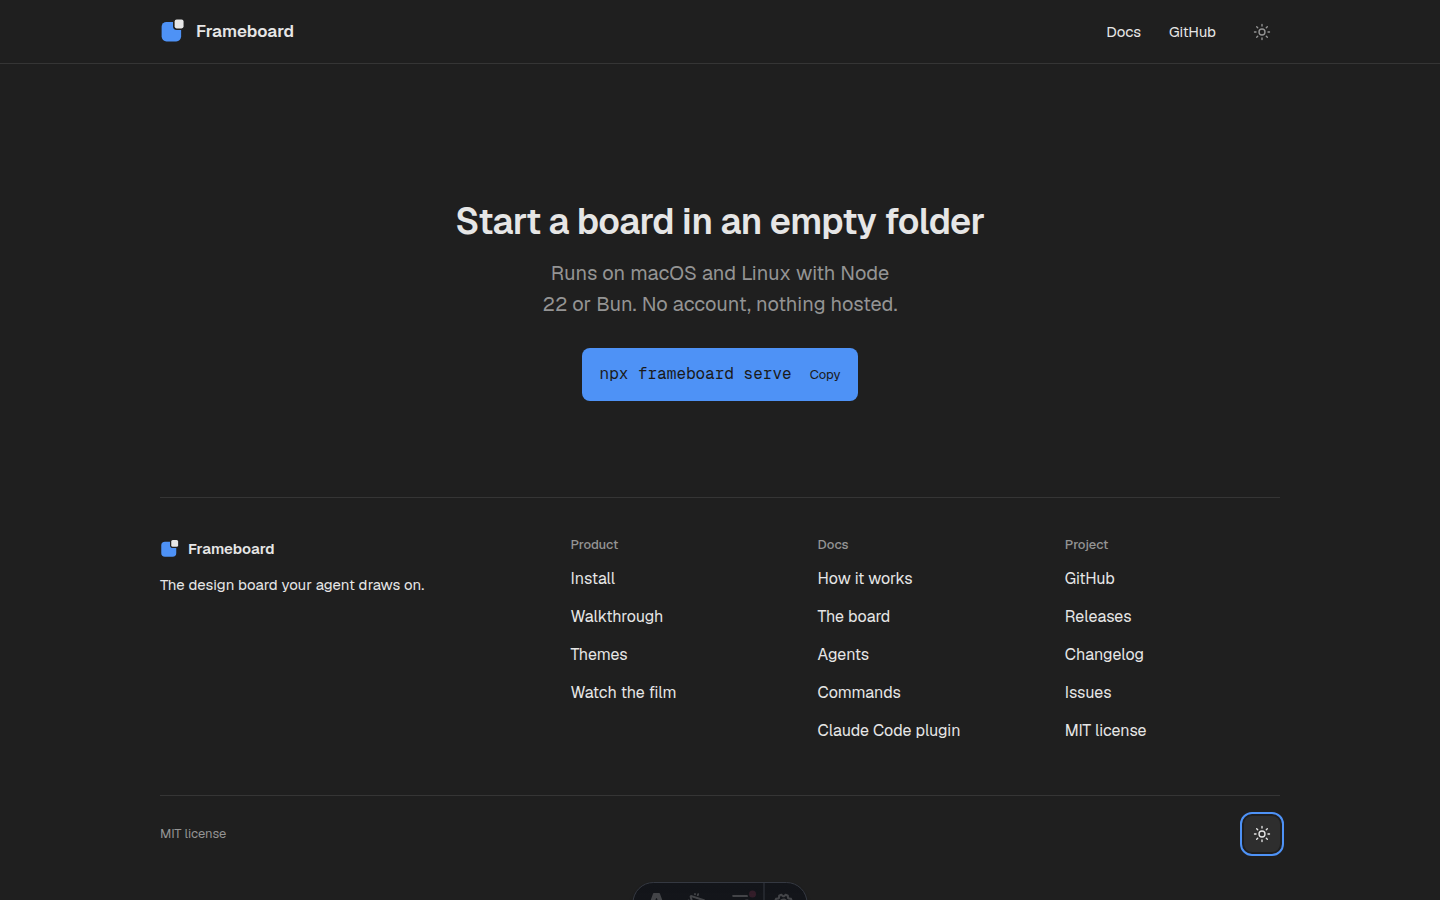 Frameboard
Docs
GitHub
Start a board in an empty folder
Runs on macOS and Linux with Node
22 or Bun. No account, nothing hosted.
npx frameboard serve Copy
Frameboard
The design board your agent draws on.
Product
Install
Walkthrough
Themes
Watch the film
Docs
How it works
The board
Agents
Commands
Claude Code plugin
Project
GitHub
Releases
Changelog
Issues
MIT license
MIT license